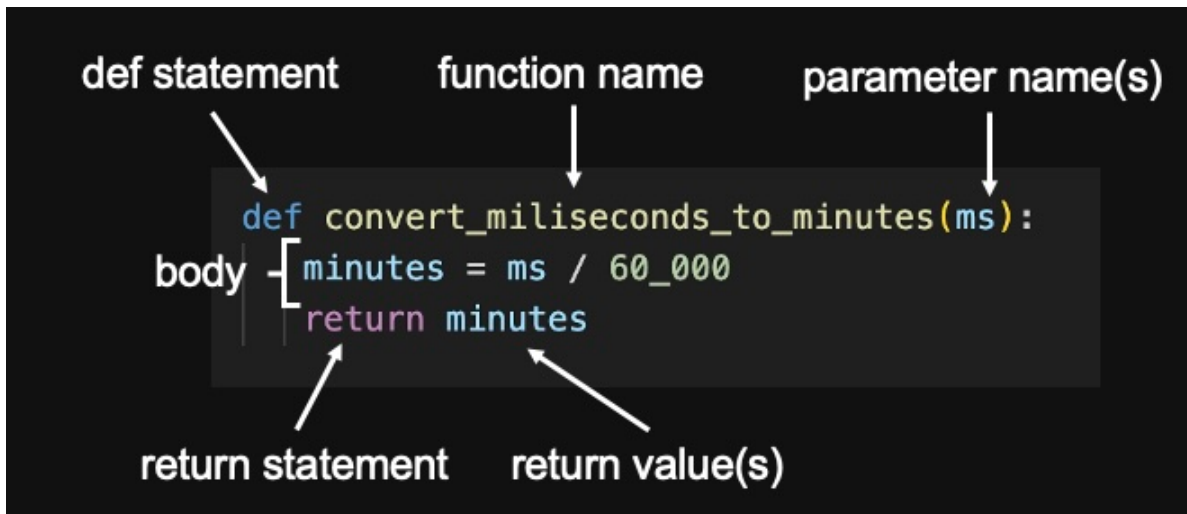 def statement function name parameter name(s)
def convert_miliseconds_to_minutes(ms):
body minutes = ms / 60_000
return minutes
return statement return value(s)